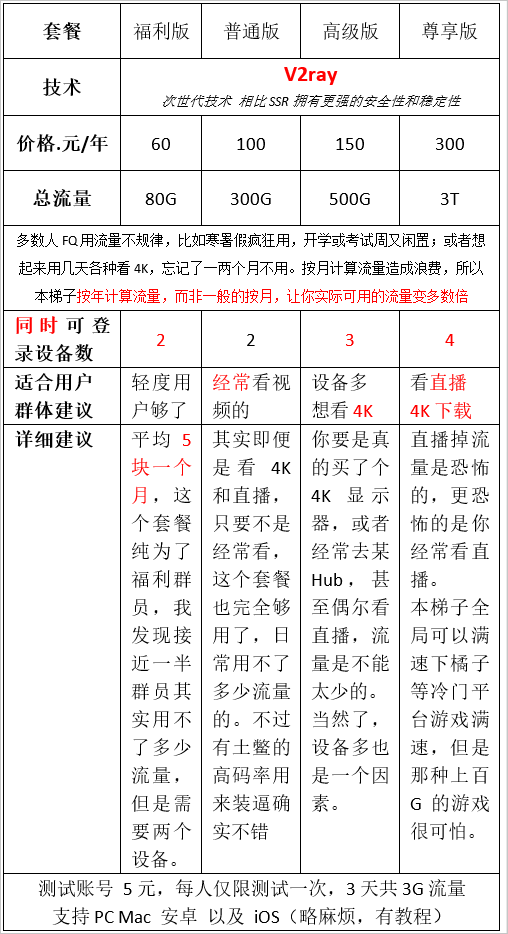 套餐 福利版 普通版 高级版 尊享版
技术 V2ray
次世代技术 相比 SSR 拥有更强的安全性和稳定性
价格.元/年 60 100 150 300
总流量 80G 300G 500G 3T
多数人 FQ 用流量不规律，比如寒暑假疯狂用，开学或考试周又闲置；或者想
起来用几天各种看 4K，忘记了一两个月不用。按月计算流量造成浪费，所以
本梯子按年计算流量，而非一般的按月，让你实际可用的流量变多数倍
同时可登
录设备数
2 2 3 4
适合用户
群体建议
轻度用
户够了
经常看视
频的
设备多
想看 4K
看直播
4K 下载
详细建议
平均 5
块一个
月，这
个套餐
纯为了
福利群
员，我
发现接
近一半
群员其
实用不
了多少
流量，
但是需
要两个
设备。
其实即便
是看 4K
和直播，
只要不是
经常看，
这个套餐
也完全够
用了，日
常用不了
多少流量
的。不过
有土鳖的
高码率用
来装逼确
实不错
你要是真
的买了个
4K 显示
器，或者
经常去某
Hub，甚
至偶尔看
直播，流
量是不能
太少的。
当然了，
设备多也
是一个因
素。
直播掉流
量是恐怖
的，更恐
怖的是你
经常看直
播。
本梯子全
局可以满
速下橘子
等冷门平
台游戏满
速，但是
那种上百
G 的游戏
很可怕。
测试账号 5 元，每人仅限测试一次，3 天共 3G 流量
支持 PC Mac 安卓 以及 iOS（略麻烦，有教程）